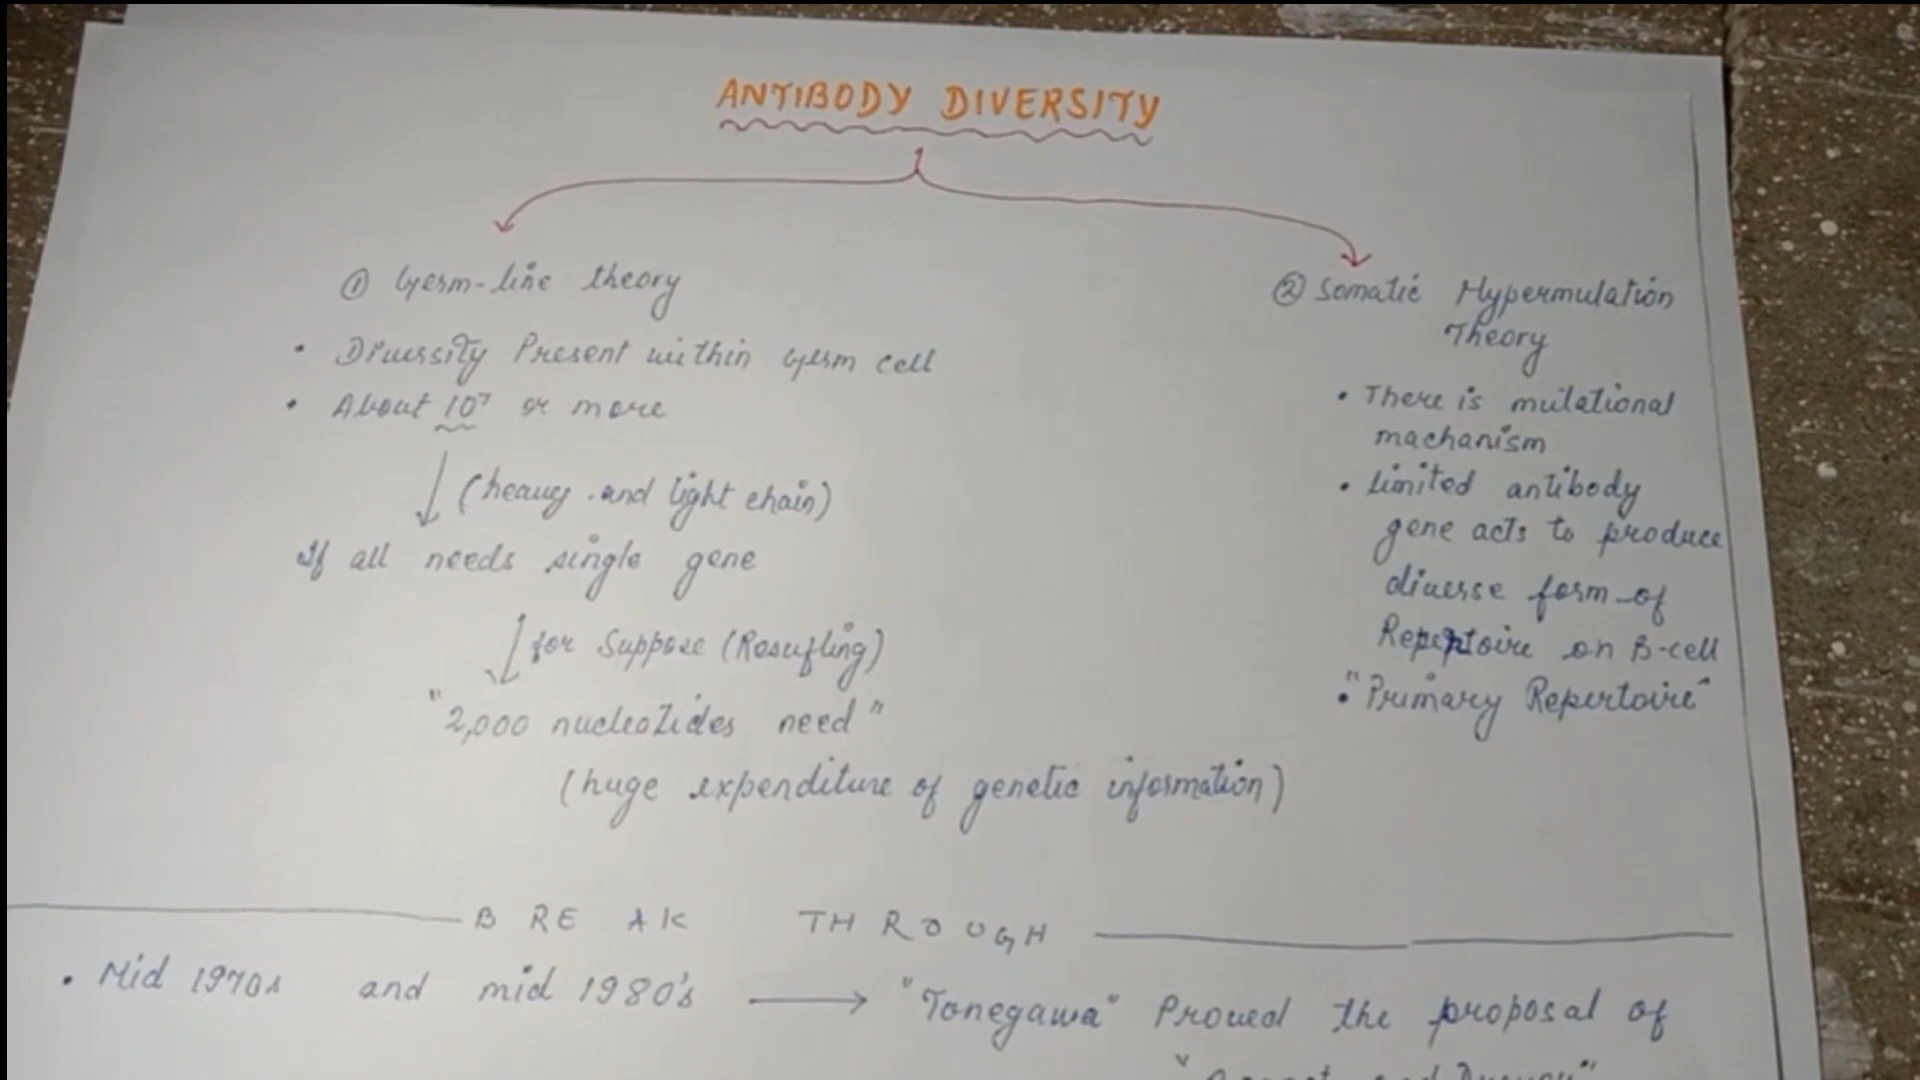 ANTIBODY DIVERSITY
① Germ-line theory
• Diversity Present within germ cell
• About 10⁷ or more
(heavy and light chain)
If all needs single gene
for Suppose (Resufling)
"2,000 nucleotides need"
(huge expenditure of genetic information)
② Somatic Hypermutation
Theory
• There is mutational
machanism
• limited antibody
gene acts to produce
diverse form of
Repertoire on B-cell
• "Primary Repertoire"
BREAK THROUGH
• Mid 1970s and mid 1980's → "Tonegawa" Proved the proposal of
and